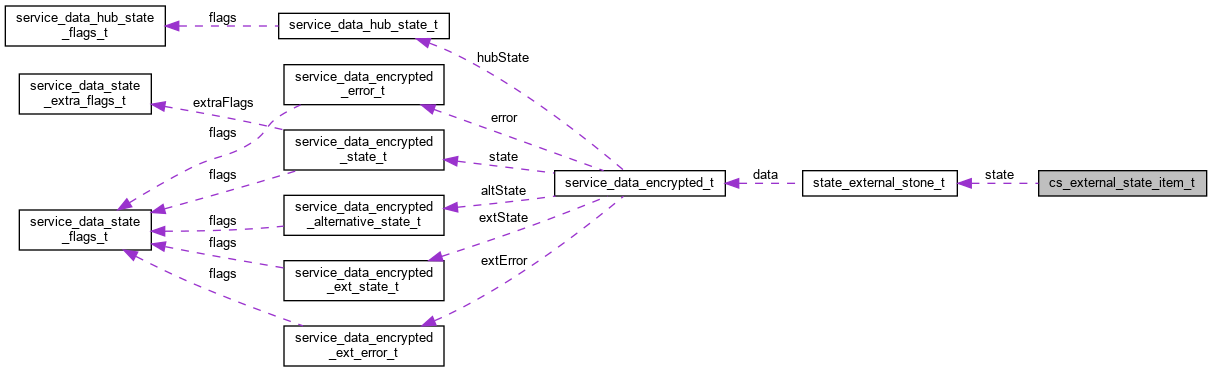 service_data_hub_state
_flags_t
flags
service_data_hub_state_t
hubState
service_data_state
_extra_flags_t
extraFlags
service_data_encrypted
_error_t
error
flags
service_data_encrypted
_state_t
state
flags
service_data_encrypted_t
data
state_external_stone_t
state
cs_external_state_item_t
service_data_state
_flags_t
flags
service_data_encrypted
_alternative_state_t
altState
extState
flags
service_data_encrypted
_ext_state_t
extError
flags
service_data_encrypted
_ext_error_t